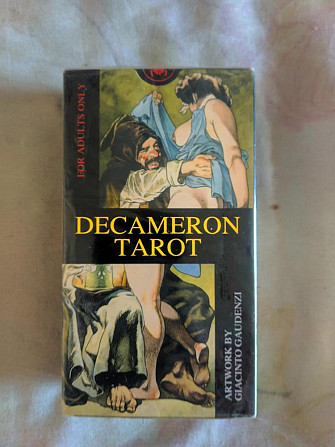 FOR ADULTS ONLY
DECAMERON
TAROT
ARTWORK BY
GIACINTO GAUDENZI